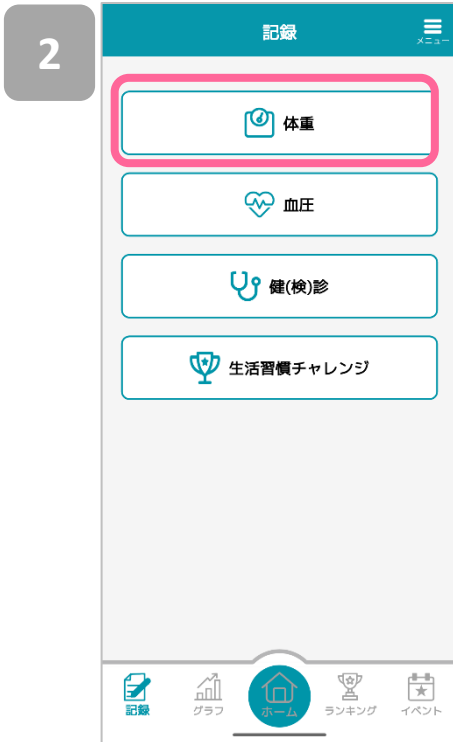 2
記録
メニュー
体重
血圧
健(検)診
生活習慣チャレンジ
記録
グラフ
ホーム
ランキング
イベント